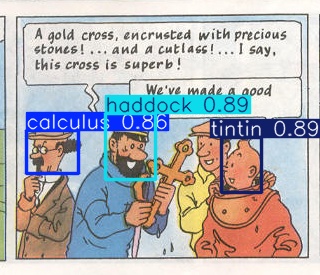 A gold cross, encrusted with precious
stones! ... and a cutlass! ... I say,
this cross is superb!
We've made a good
haddock 0.89
calculus 0.86
tintin 0.89